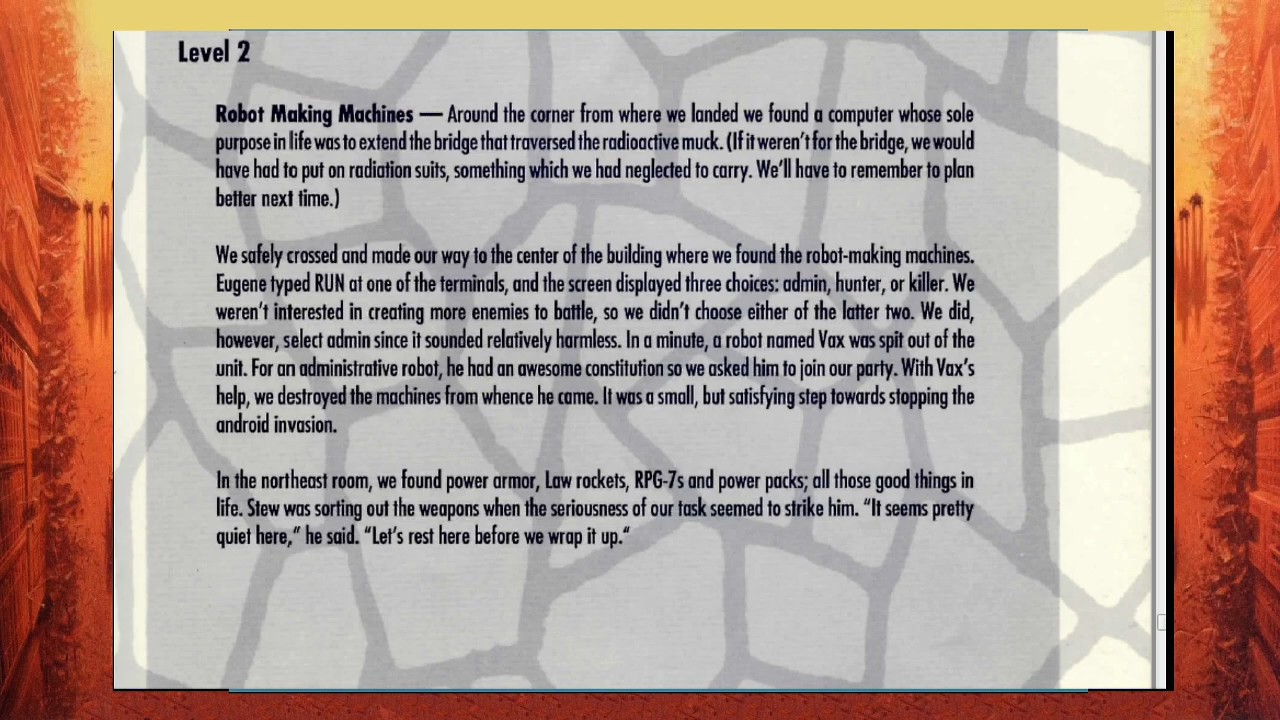 Level 2
Robot Making Machines — Around the corner from where we landed we found a computer whose sole
purpose in life was to extend the bridge that traversed the radioactive muck. (If it weren't for the bridge, we would
have had to put on radiation suits, something which we had neglected to carry. We'll have to remember to plan
better next time.)
We safely crossed and made our way to the center of the building where we found the robot-making machines.
Eugene typed RUN at one of the terminals, and the screen displayed three choices: admin, hunter, or killer. We
weren't interested in creating more enemies to battle, so we didn't choose either of the latter two. We did,
however, select admin since it sounded relatively harmless. In a minute, a robot named Vax was spit out of the
unit. For an administrative robot, he had an awesome constitution so we asked him to join our party. With Vax's
help, we destroyed the machines from whence he came. It was a small, but satisfying step towards stopping the
android invasion.
In the northeast room, we found power armor, Law rockets, RPG-7s and power packs; all those good things in
life. Stew was sorting out the weapons when the seriousness of our task seemed to strike him. “It seems pretty
quiet here,” he said. “Let's rest here before we wrap it up.“